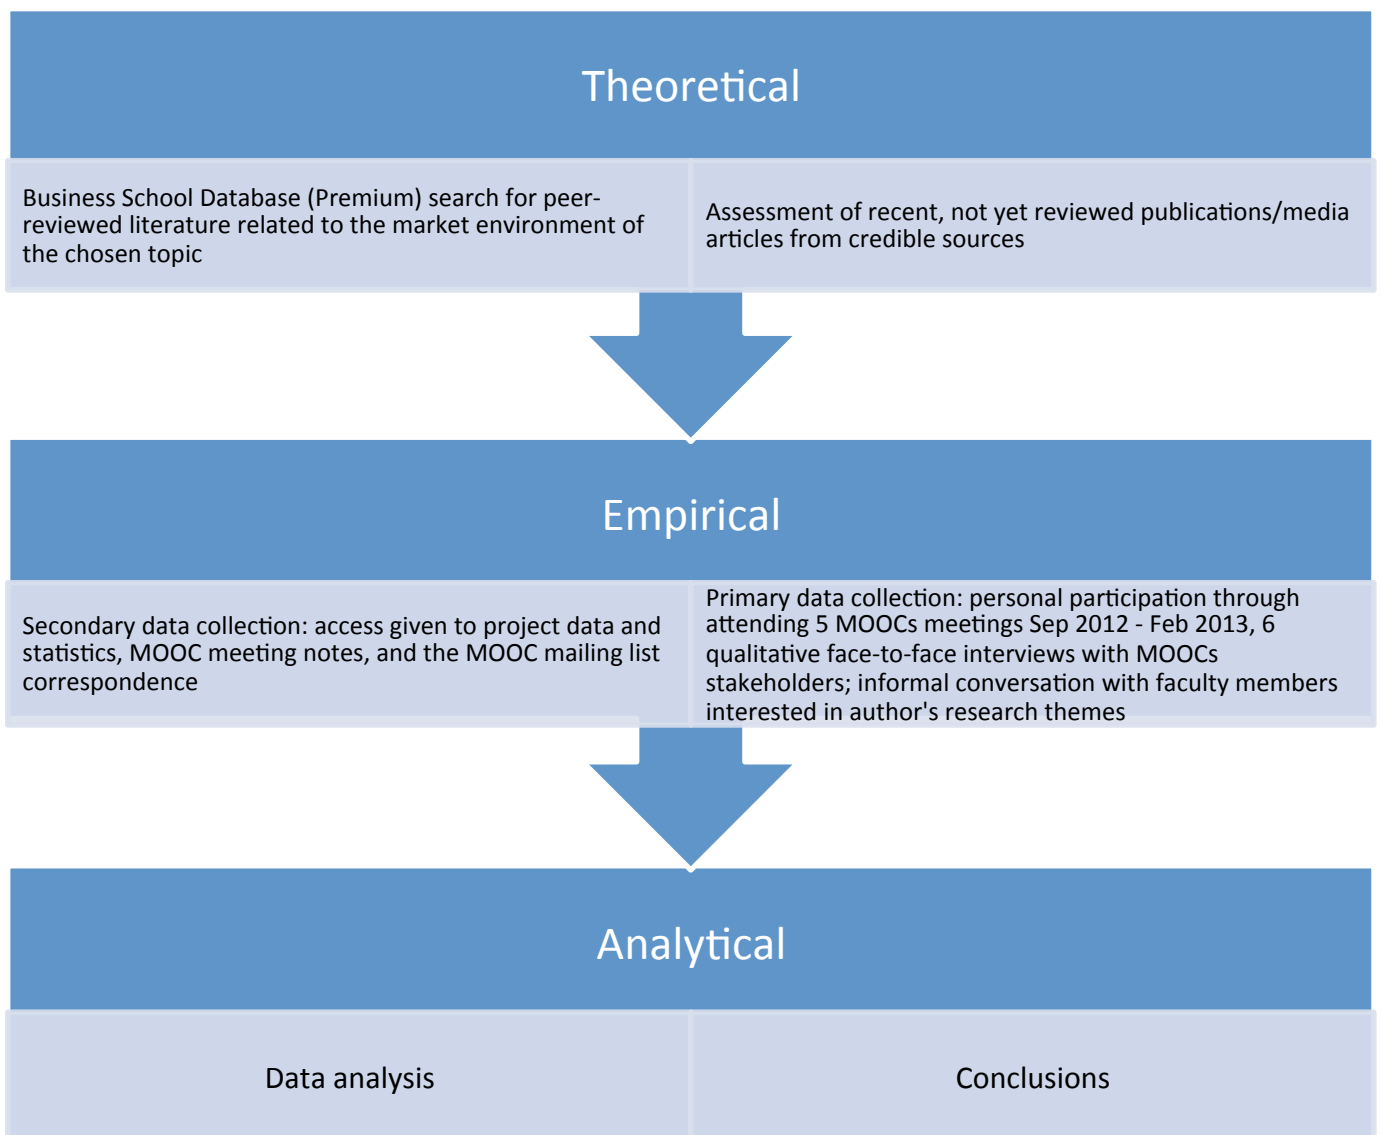 Theoretical
Business School Database (Premium) search for peer-
reviewed literature related to the market environment of
the chosen topic
Assessment of recent, not yet reviewed publications/media
articles from credible sources
Empirical
Secondary data collection: access given to project data and
statistics, MOOC meeting notes, and the MOOC mailing list
correspondence
Primary data collection: personal participation through
attending 5 MOOCs meetings Sep 2012 - Feb 2013, 6
qualitative face-to-face interviews with MOOCs
stakeholders; informal conversation with faculty members
interested in author's research themes
Analytical
Data analysis
Conclusions